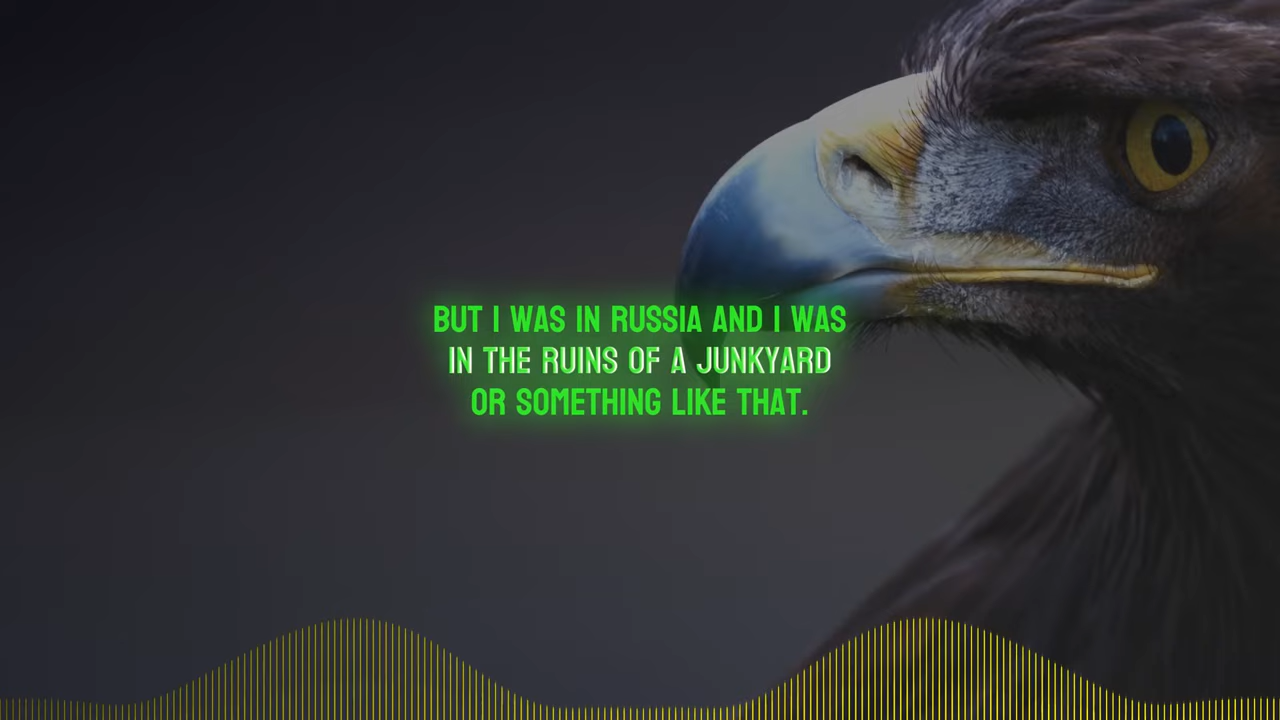 BUT I WAS IN RUSSIA AND I WAS
IN THE RUINS OF A JUNKYARD
OR SOMETHING LIKE THAT.